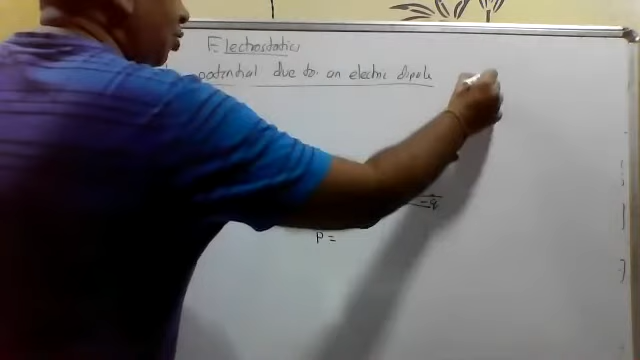 Electrostatics
potential due to an electric dipole
-q
P =